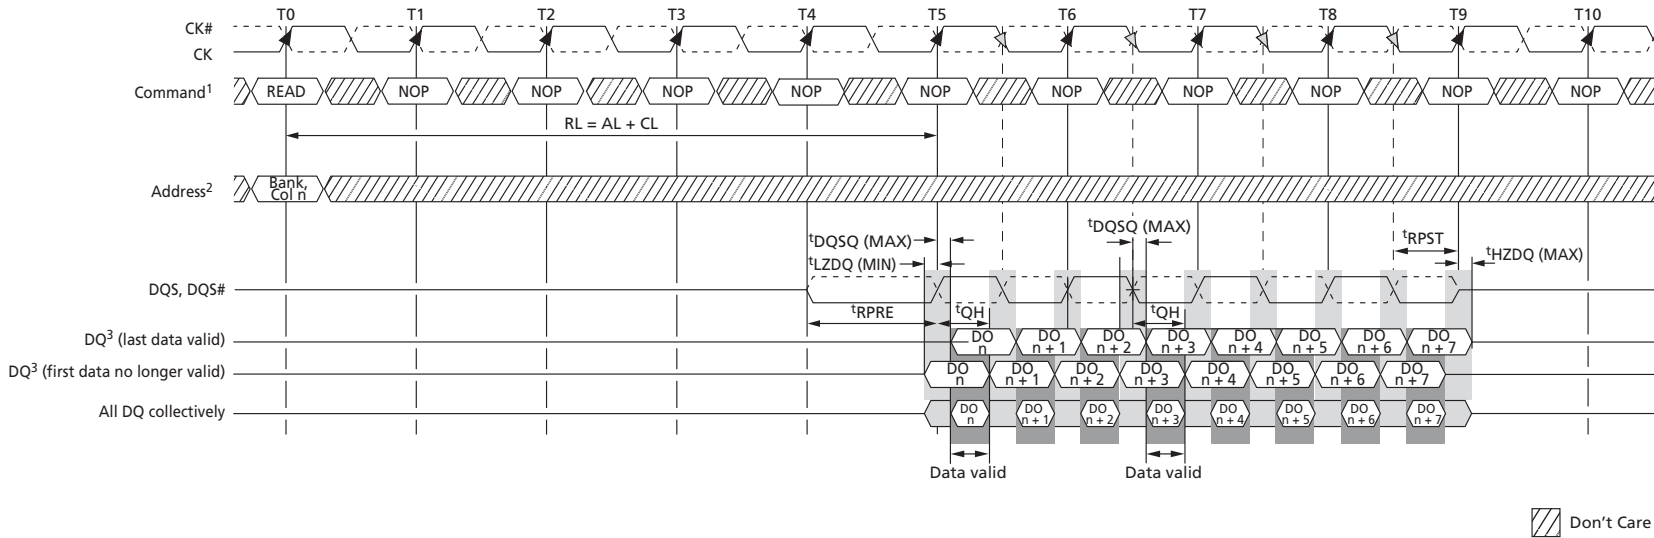 T0 T1 T2 T3 T4 T5 T6 T7 T8 T9 T10
CK#
CK
Command¹ READ NOP NOP NOP NOP NOP NOP NOP NOP NOP NOP
RL = AL + CL
Address² Bank,
Col n
tDQSQ (MAX) tDQSQ (MAX) tRPST
tLZDQ (MIN) tHZDQ (MAX)
DQS, DQS#
tRPRE tQH tQH
DQ³ (last data valid) DO DO DO DO DO DO DO DO
n n + 1 n + 2 n + 3 n + 4 n + 5 n + 6 n + 7
DQ³ (first data no longer valid) DO DO DO DO DO DO DO DO
n n + 1 n + 2 n + 3 n + 4 n + 5 n + 6 n + 7
All DQ collectively DO DO DO DO DO DO DO DO
n n + 1 n + 2 n + 3 n + 4 n + 5 n + 6 n + 7
Data valid Data valid
Don't Care